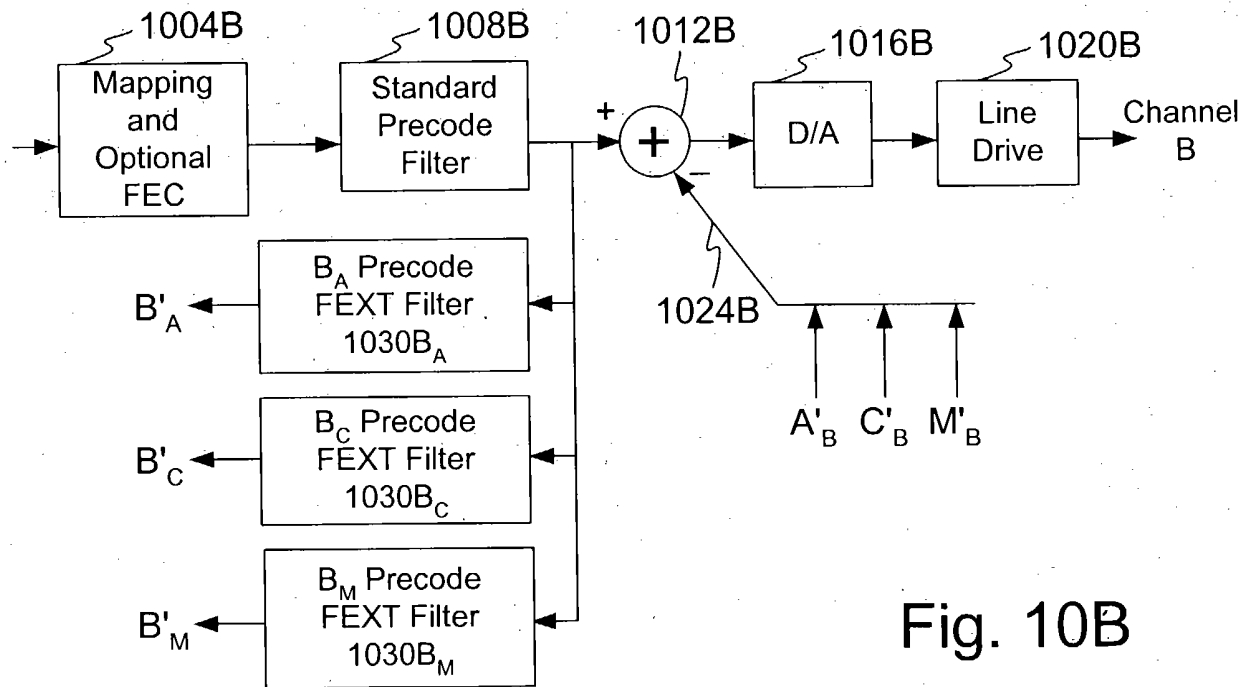 1004B
1008B
1012B
1016B
1020B
Mapping
and
Optional
FEC
Standard
Precode
Filter
+
+
−
D/A
Line
Drive
Channel
B
1024B
B_A Precode
FEXT Filter
1030B_A
B'_A
B_C Precode
FEXT Filter
1030B_C
B'_C
B_M Precode
FEXT Filter
1030B_M
B'_M
A'_B C'_B M'_B
Fig. 10B